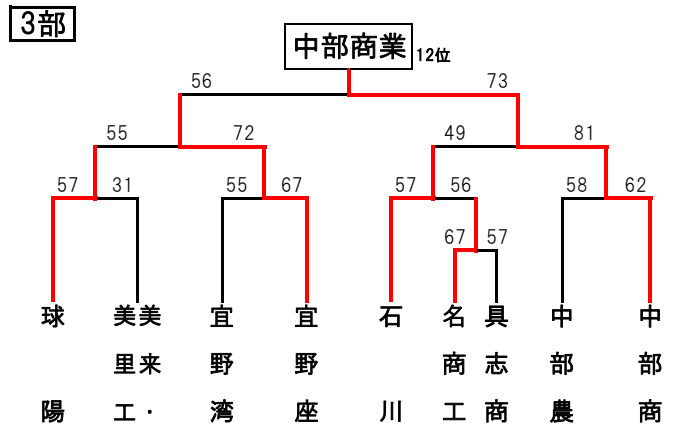 3部
中部商業
12位
56
73
55
72
49
81
57
31
55
67
57
56
58
62
67
57
球陽
美来・
美里工
宜野湾
宜野座
石川
名商工
具志商
中部農
中部商